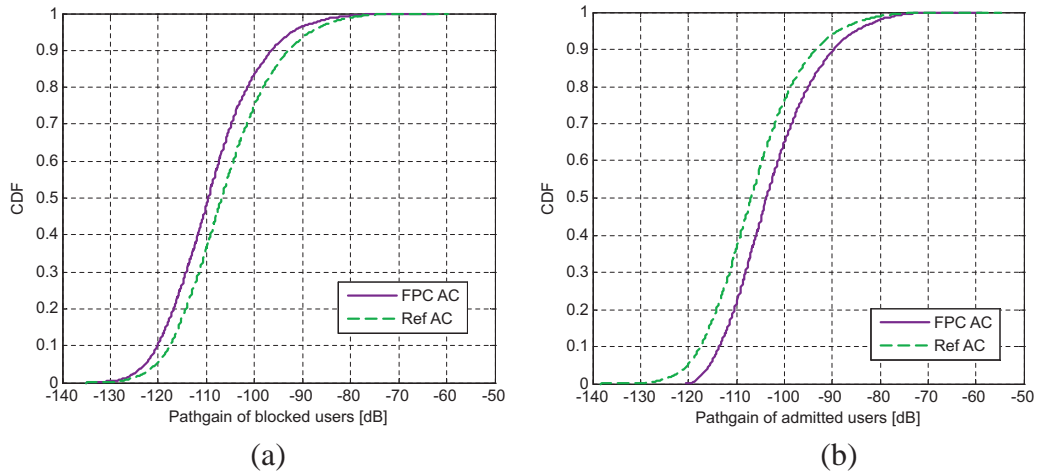 1
0.9
0.8
0.7
0.6
0.5
0.4
0.3
0.2
0.1
0
CDF
-140 -130 -120 -110 -100 -90 -80 -70 -60 -50
Pathgain of blocked users [dB]
FPC AC
Ref AC
(a)
1
0.9
0.8
0.7
0.6
0.5
0.4
0.3
0.2
0.1
0
CDF
-140 -130 -120 -110 -100 -90 -80 -70 -60 -50
Pathgain of admitted users [dB]
FPC AC
Ref AC
(b)